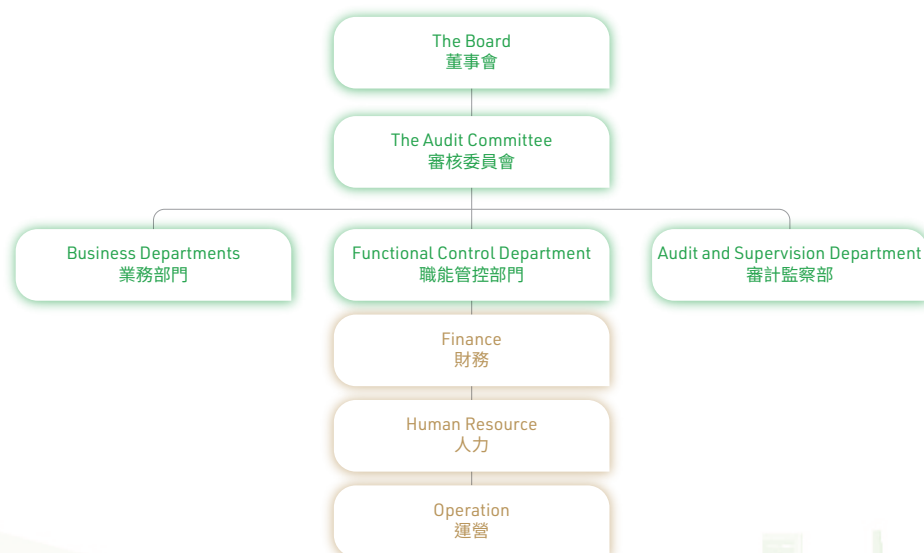 The Board
董事會
The Audit Committee
審核委員會
Business Departments
業務部門
Functional Control Department
職能管控部門
Audit and Supervision Department
審計監察部
Finance
財務
Human Resource
人力
Operation
運營